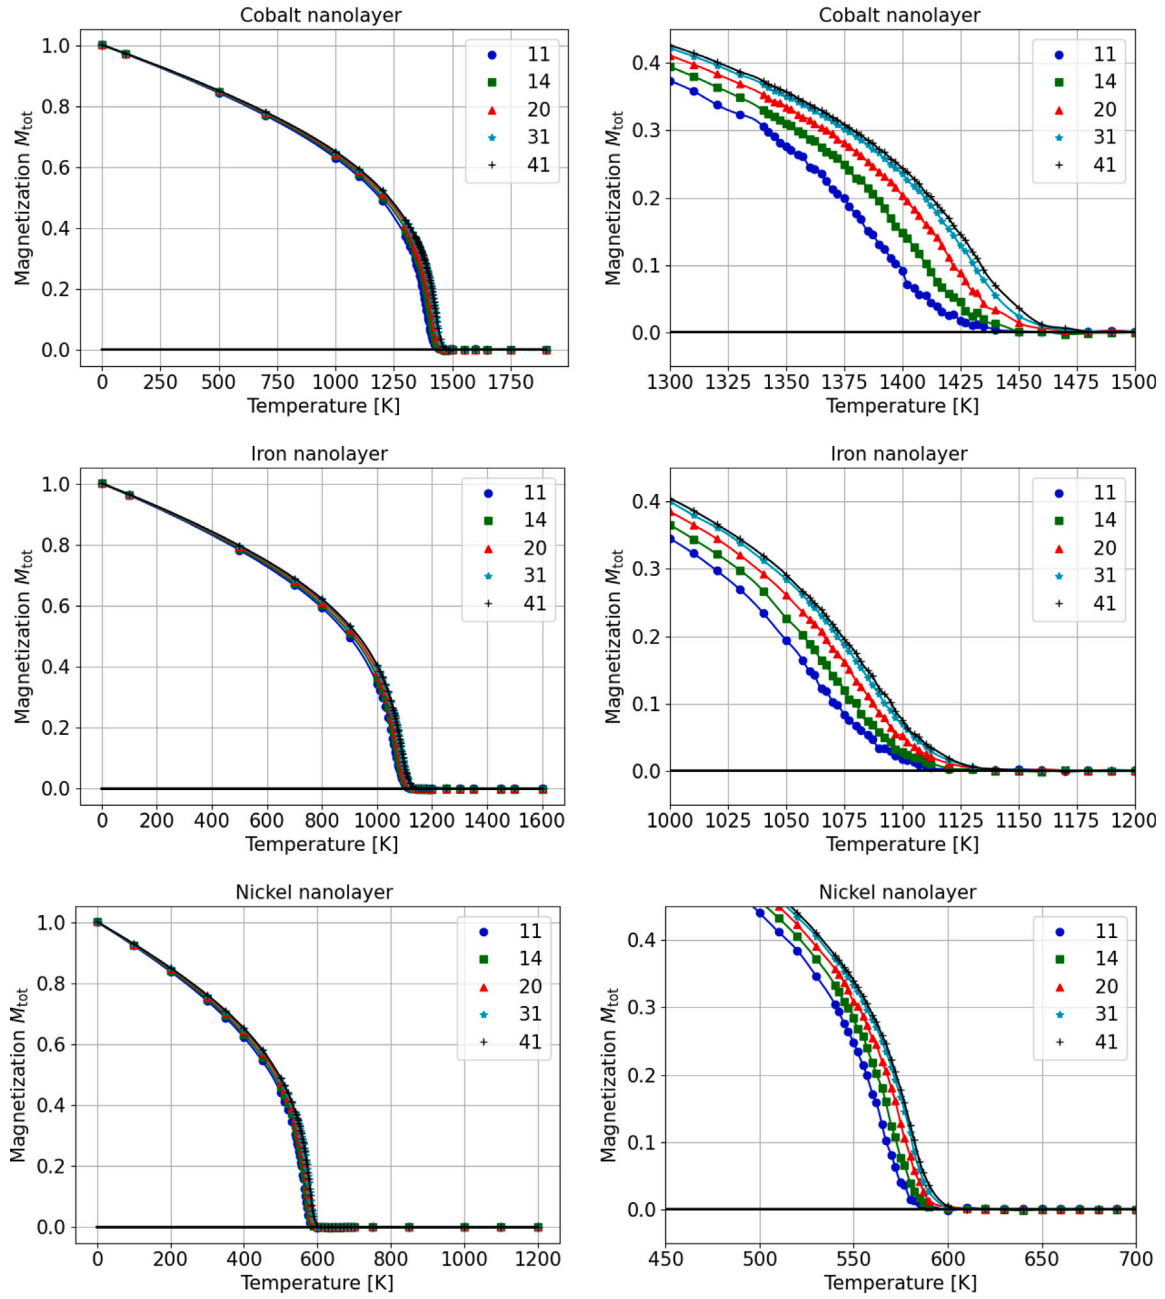 Cobalt nanolayer
Magnetization Mtot
1.0
0.8
0.6
0.4
0.2
0.0
11
14
20
31
41
0 250 500 750 1000 1250 1500 1750
Temperature [K]
Cobalt nanolayer
Magnetization Mtot
0.4
0.3
0.2
0.1
0.0
11
14
20
31
41
1300 1325 1350 1375 1400 1425 1450 1475 1500
Temperature [K]
Iron nanolayer
Magnetization Mtot
1.0
0.8
0.6
0.4
0.2
0.0
11
14
20
31
41
0 200 400 600 800 1000 1200 1400 1600
Temperature [K]
Iron nanolayer
Magnetization Mtot
0.4
0.3
0.2
0.1
0.0
11
14
20
31
41
1000 1025 1050 1075 1100 1125 1150 1175 1200
Temperature [K]
Nickel nanolayer
Magnetization Mtot
1.0
0.8
0.6
0.4
0.2
0.0
11
14
20
31
41
0 200 400 600 800 1000 1200
Temperature [K]
Nickel nanolayer
Magnetization Mtot
0.4
0.3
0.2
0.1
0.0
11
14
20
31
41
450 500 550 600 650 700
Temperature [K]